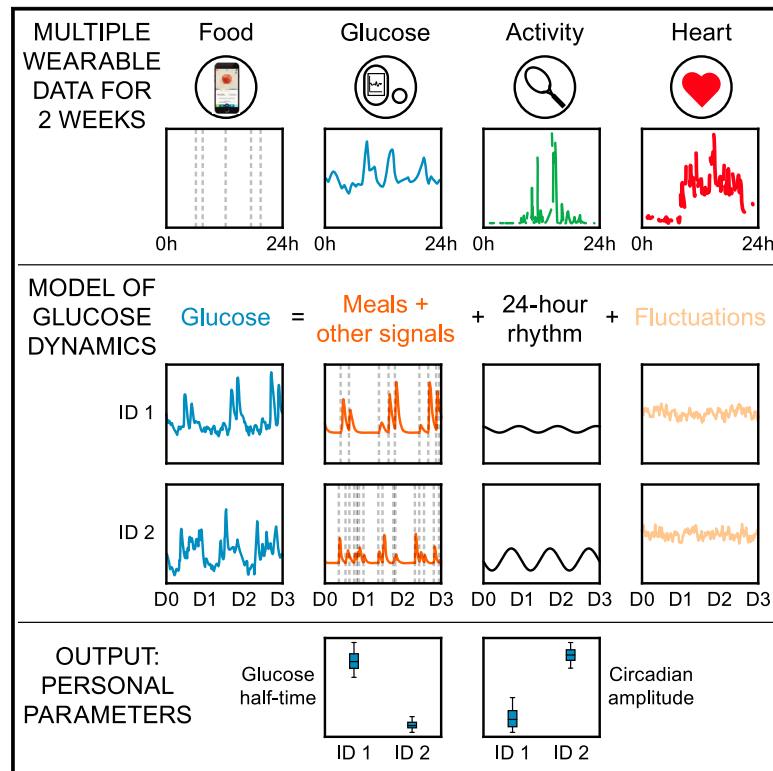 MULTIPLE
WEARABLE
DATA FOR
2 WEEKS
Food
Glucose
Activity
Heart
0h
24h
0h
24h
0h
24h
0h
24h
MODEL OF
GLUCOSE
DYNAMICS
Glucose
=
Meals +
other signals
+
24-hour
rhythm
+
Fluctuations
ID 1
ID 2
D0 D1 D2 D3
D0 D1 D2 D3
D0 D1 D2 D3
D0 D1 D2 D3
OUTPUT:
PERSONAL
PARAMETERS
Glucose
half-time
ID 1 ID 2
ID 1 ID 2
Circadian
amplitude